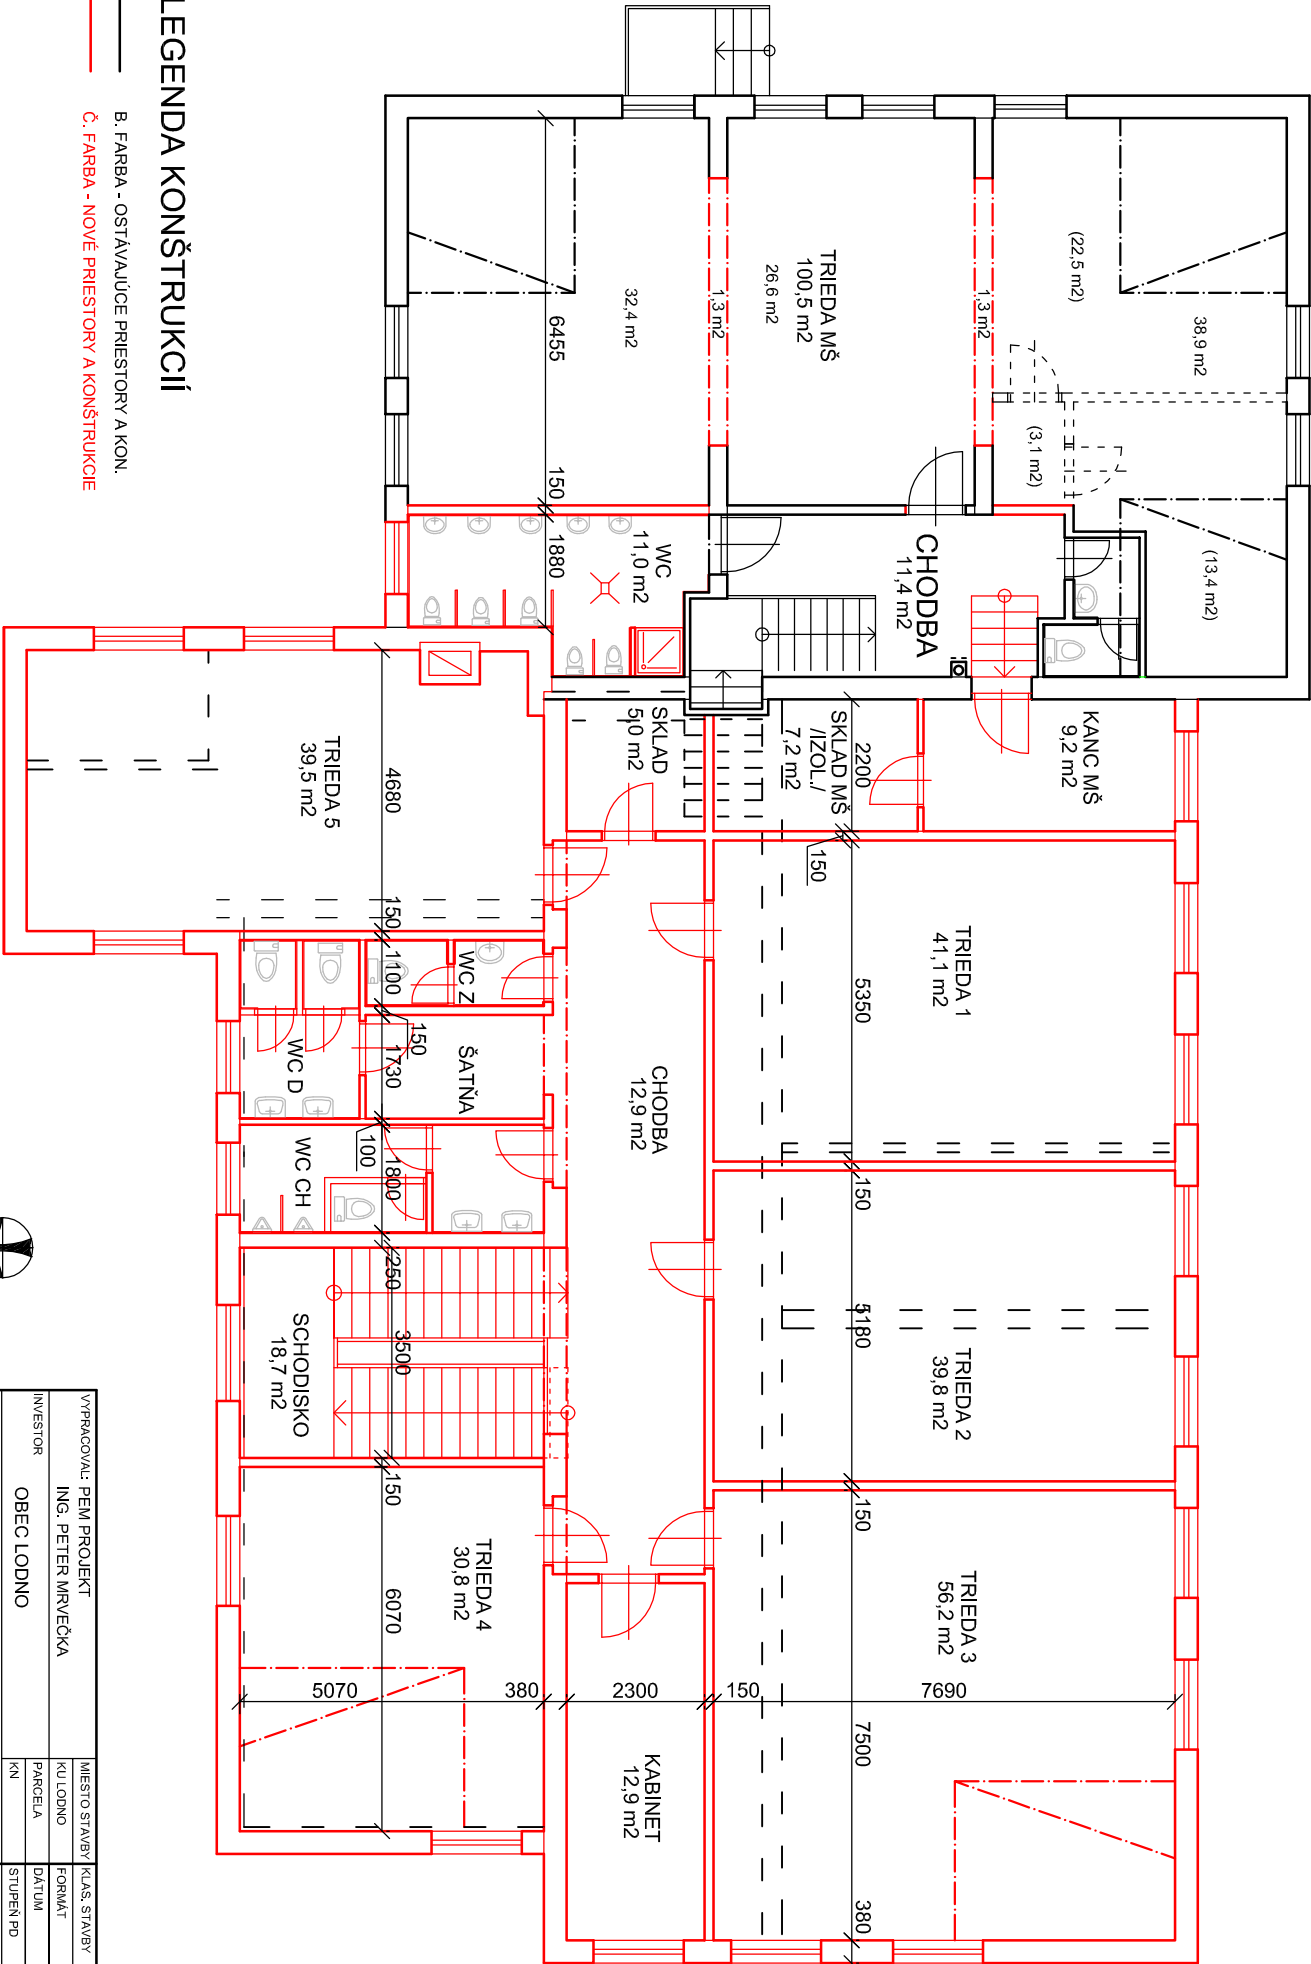 LEGENDA KONŠTRUKCIÍ
B. FARBA - OSTÁVAJÚCE PRIESTORY A KON.
Č. FARBA - NOVÉ PRIESTORY A KONŠTRUKCIE
(22,5 m2)
38,9 m2
(3,1 m2)
(13,4 m2)
1,3 m2
TRIEDA MŠ
100,5 m2
26,6 m2
1,3 m2
32,4 m2
6455
150
1880
WC
11,0 m2
CHODBA
11,4 m2
KANC MŠ
9,2 m2
SKLAD MŠ
/IZOL./
7,2 m2
2200
150
SKLAD
5,0 m2
TRIEDA 5
39,5 m2
4680
150
1100
150
1730
100
1800
250
3500
150
6070
WC Z
ŠATŇA
WC D
WC CH
SCHODISKO
18,7 m2
CHODBA
12,9 m2
TRIEDA 1
41,1 m2
5350
150
TRIEDA 2
39,8 m2
5180
150
TRIEDA 3
56,2 m2
7500
380
TRIEDA 4
30,8 m2
KABINET
12,9 m2
5070
380
2300
150
7690
VYPRACOVAL: PEM PROJEKT
ING. PETER MRVEČKA
INVESTOR
OBEC LODNO
MIESTO STAVBY
KU LODNO
PARCELA
KN
KLAS. STAVBY
FORMÁT
DÁTUM
STUPEŇ PD